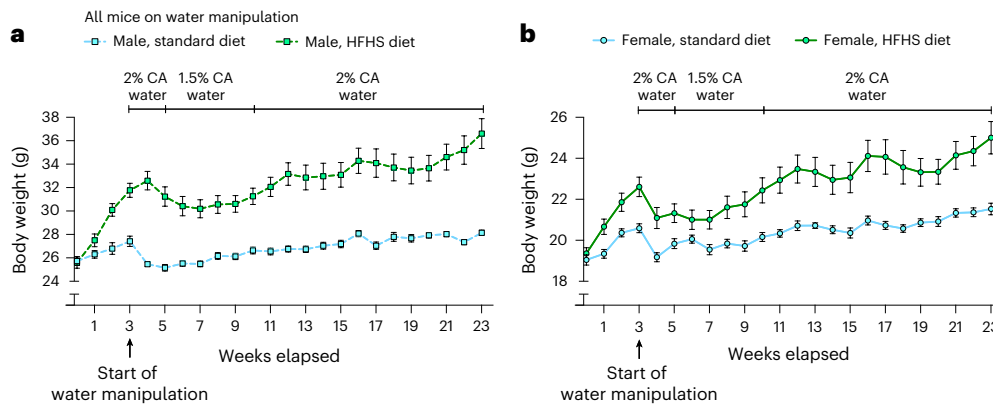 All mice on water manipulation
a
Male, standard diet
Male, HFHS diet
2% CA
water
1.5% CA
water
2% CA
water
38
36
34
32
30
28
26
24
Body weight (g)
1 3 5 7 9 11 13 15 17 19 21 23
Weeks elapsed
Start of
water manipulation
b
Female, standard diet
Female, HFHS diet
2% CA
water
1.5% CA
water
2% CA
water
26
24
22
20
18
Body weight (g)
1 3 5 7 9 11 13 15 17 19 21 23
Weeks elapsed
Start of
water manipulation